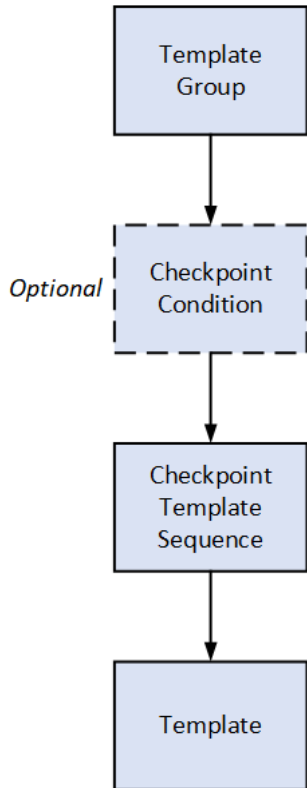 Template
Group
Optional
Checkpoint
Condition
Checkpoint
Template
Sequence
Template